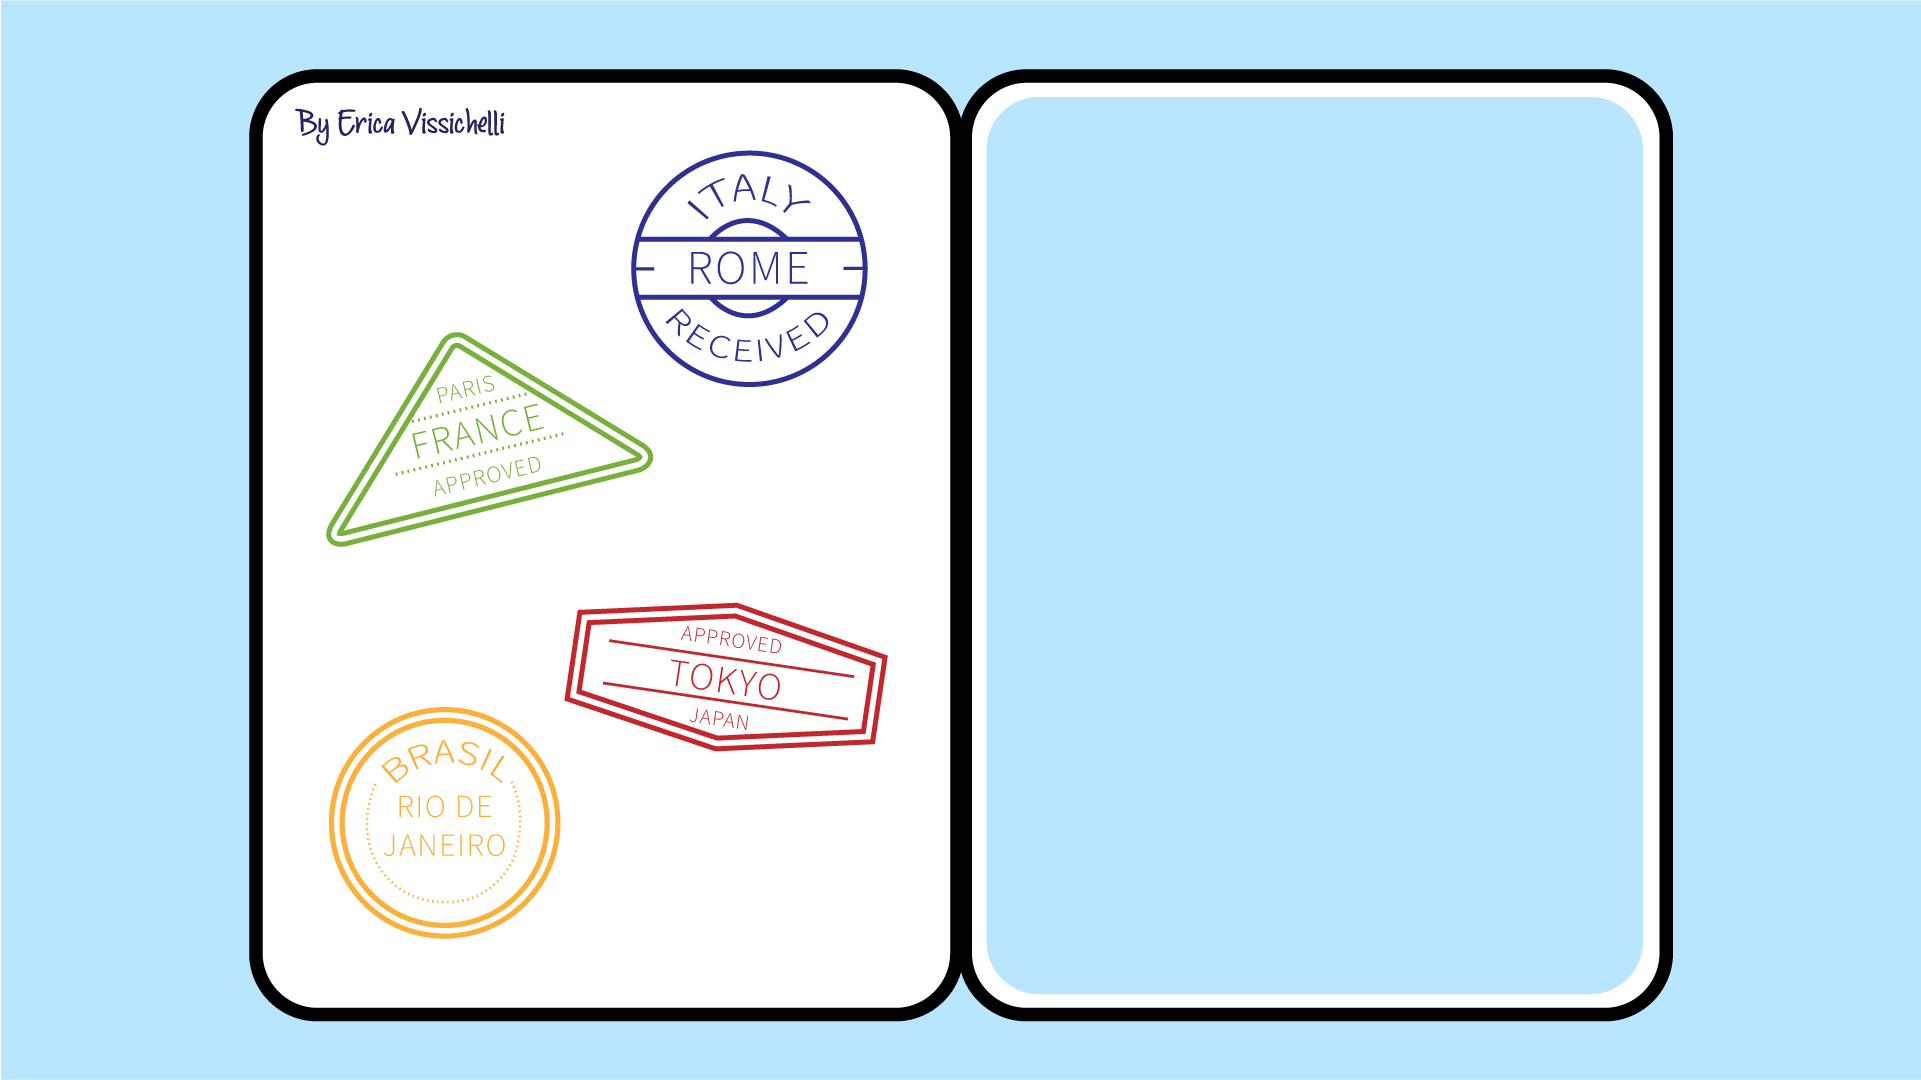 By Erica Vissichelli
ITALY
ROME
RECEIVED
PARIS
FRANCE
APPROVED
APPROVED
TOKYO
JAPAN
BRASIL
RIO DE
JANEIRO